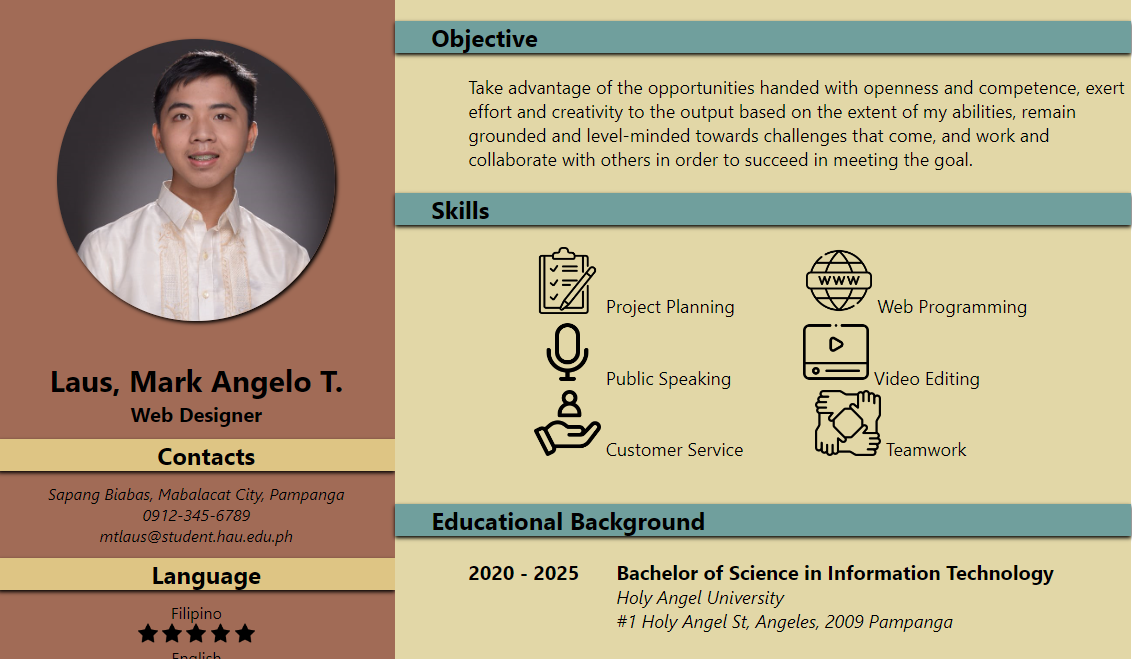 Laus, Mark Angelo T.
Web Designer
Contacts
Sapang Biabas, Mabalacat City, Pampanga
0912-345-6789
mtlaus@student.hau.edu.ph
Language
Filipino
English
Objective
Take advantage of the opportunities handed with openness and competence, exert
effort and creativity to the output based on the extent of my abilities, remain
grounded and level-minded towards challenges that come, and work and
collaborate with others in order to succeed in meeting the goal.
Skills
Project Planning
WWW
Web Programming
Public Speaking
Video Editing
Customer Service
Teamwork
Educational Background
2020 - 2025 Bachelor of Science in Information Technology
Holy Angel University
#1 Holy Angel St, Angeles, 2009 Pampanga